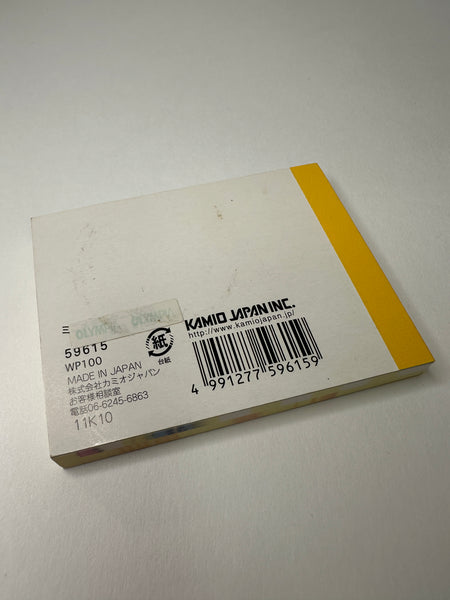 KAMIO JAPAN INC.
http://www.kamiojapan.jp/
59615
WP100
MADE IN JAPAN
株式会社カミオジャパン
お客様相談室
電話06-6245-6863
11K10
紙
台紙
4 991277 596159